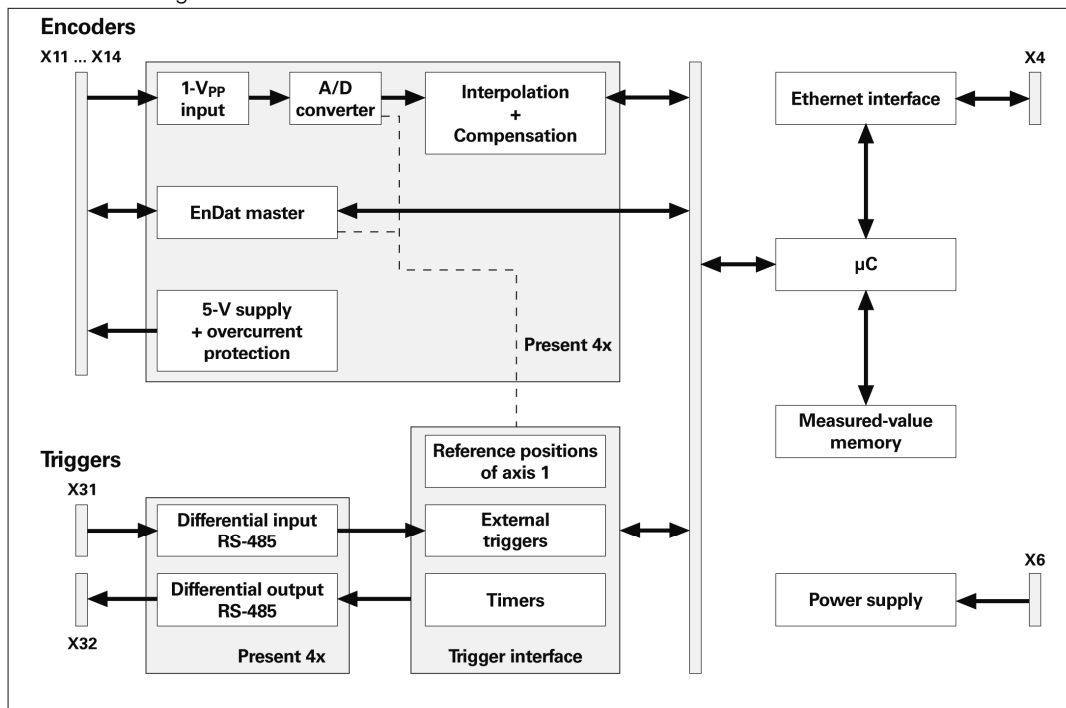 Encoders
X11 ... X14
1-VPP
input
A/D
converter
Interpolation
+
Compensation
EnDat master
5-V supply
+ overcurrent
protection
Present 4x
X4
Ethernet interface
µC
Measured-value
memory
Triggers
X31
Differential input
RS-485
Differential output
RS-485
X32
Present 4x
Reference positions
of axis 1
External
triggers
Timers
Trigger interface
X6
Power supply